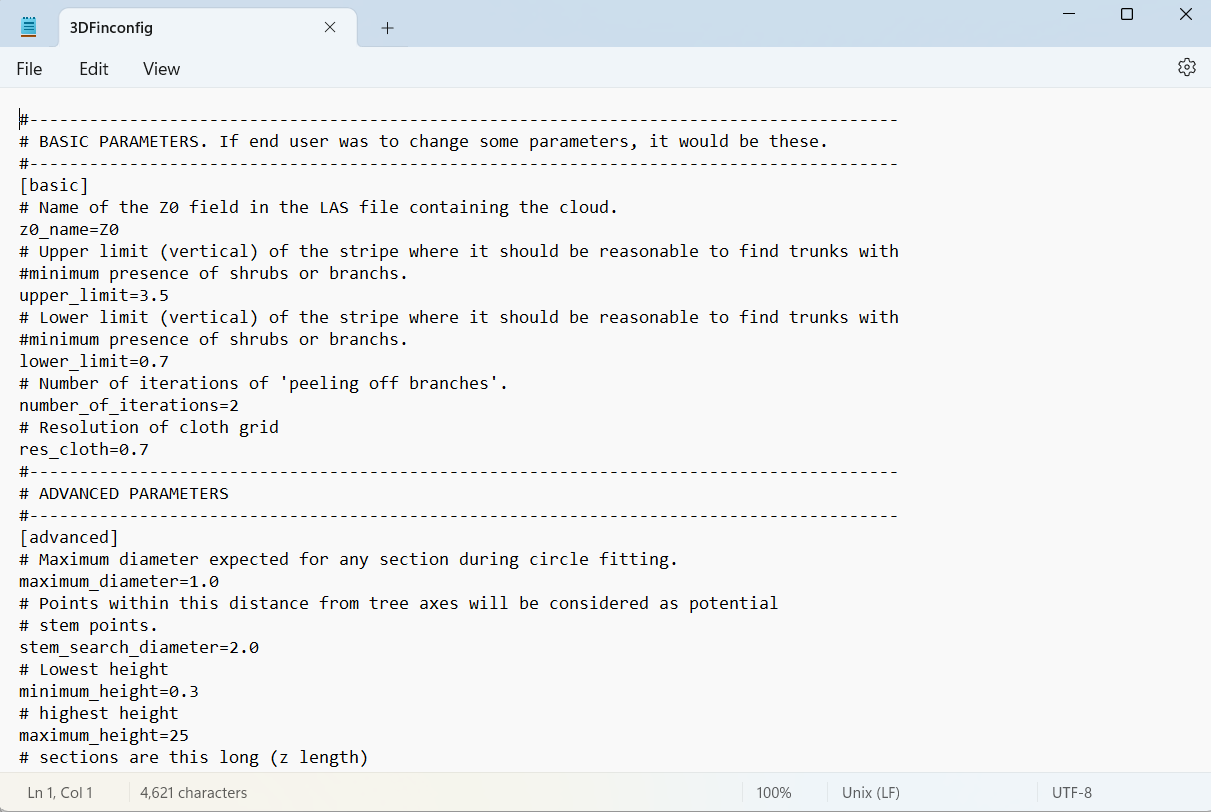 3DFinconfig
File Edit View
#---------------------------------------------------------------------------------------
# BASIC PARAMETERS. If end user was to change some parameters, it would be these.
#---------------------------------------------------------------------------------------
[basic]
# Name of the Z0 field in the LAS file containing the cloud.
z0_name=Z0
# Upper limit (vertical) of the stripe where it should be reasonable to find trunks with
#minimum presence of shrubs or branchs.
upper_limit=3.5
# Lower limit (vertical) of the stripe where it should be reasonable to find trunks with
#minimum presence of shrubs or branchs.
lower_limit=0.7
# Number of iterations of 'peeling off branches'.
number_of_iterations=2
# Resolution of cloth grid
res_cloth=0.7
#---------------------------------------------------------------------------------------
# ADVANCED PARAMETERS
#---------------------------------------------------------------------------------------
[advanced]
# Maximum diameter expected for any section during circle fitting.
maximum_diameter=1.0
# Points within this distance from tree axes will be considered as potential
# stem points.
stem_search_diameter=2.0
# Lowest height
minimum_height=0.3
# highest height
maximum_height=25
# sections are this long (z length)
Ln 1, Col 1 4,621 characters 100% Unix (LF) UTF-8